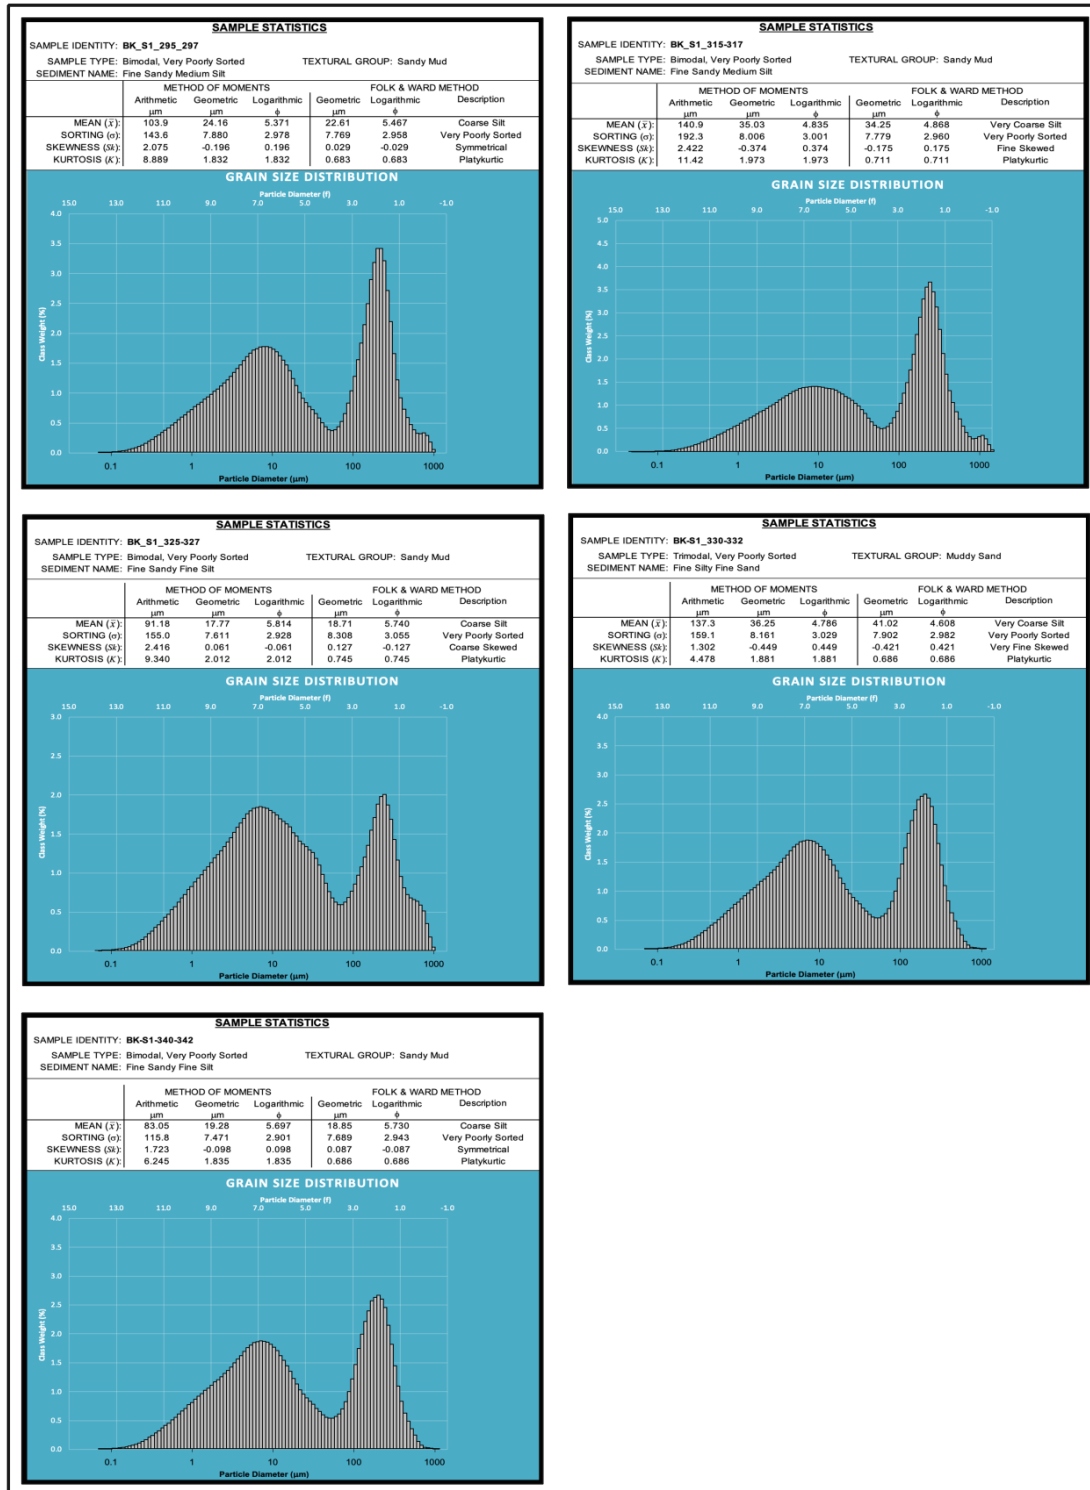 SAMPLE STATISTICS
SAMPLE IDENTITY: BK_S1_295_297
SAMPLE TYPE: Bimodal, Very Poorly Sorted TEXTURAL GROUP: Sandy Mud
SEDIMENT NAME: Fine Sandy Medium Silt
METHOD OF MOMENTS FOLK & WARD METHOD
Arithmetic Geometric Logarithmic Geometric Logarithmic Description
μm μm ϕ μm ϕ
MEAN (x̄): 103.9 24.16 5.371 22.61 5.467 Coarse Silt
SORTING (σ): 143.6 7.880 2.978 7.769 2.958 Very Poorly Sorted
SKEWNESS (Sk): 2.075 -0.196 0.196 0.029 -0.029 Symmetrical
KURTOSIS (K): 8.889 1.832 1.832 0.683 0.683 Platykurtic
GRAIN SIZE DISTRIBUTION
Particle Diameter (f)
15.0 13.0 11.0 9.0 7.0 5.0 3.0 1.0 -1.0
4.0
3.5
3.0
2.5
2.0
1.5
1.0
0.5
0.0
Class Weight (%)
0.1 1 10 100 1000
Particle Diameter (μm)
SAMPLE STATISTICS
SAMPLE IDENTITY: BK_S1_315-317
SAMPLE TYPE: Bimodal, Very Poorly Sorted TEXTURAL GROUP: Sandy Mud
SEDIMENT NAME: Fine Sandy Medium Silt
METHOD OF MOMENTS FOLK & WARD METHOD
Arithmetic Geometric Logarithmic Geometric Logarithmic Description
μm μm ϕ μm ϕ
MEAN (x̄): 140.9 35.03 4.835 34.25 4.868 Very Coarse Silt
SORTING (σ): 192.3 8.006 3.001 7.779 2.960 Very Poorly Sorted
SKEWNESS (Sk): 2.422 -0.374 0.374 -0.175 0.175 Fine Skewed
KURTOSIS (K): 11.42 1.973 1.973 0.711 0.711 Platykurtic
GRAIN SIZE DISTRIBUTION
Particle Diameter (f)
15.0 13.0 11.0 9.0 7.0 5.0 3.0 1.0 -1.0
5.0
4.5
4.0
3.5
3.0
2.5
2.0
1.5
1.0
0.5
0.0
Class Weight (%)
0.1 1 10 100 1000
Particle Diameter (μm)
SAMPLE STATISTICS
SAMPLE IDENTITY: BK_S1_325-327
SAMPLE TYPE: Bimodal, Very Poorly Sorted TEXTURAL GROUP: Sandy Mud
SEDIMENT NAME: Fine Sandy Fine Silt
METHOD OF MOMENTS FOLK & WARD METHOD
Arithmetic Geometric Logarithmic Geometric Logarithmic Description
μm μm ϕ μm ϕ
MEAN (x̄): 91.18 17.77 5.814 18.71 5.740 Coarse Silt
SORTING (σ): 155.0 7.611 2.928 8.308 3.055 Very Poorly Sorted
SKEWNESS (Sk): 2.416 0.061 -0.061 0.127 -0.127 Coarse Skewed
KURTOSIS (K): 9.340 2.012 2.012 0.745 0.745 Platykurtic
GRAIN SIZE DISTRIBUTION
Particle Diameter (f)
15.0 13.0 11.0 9.0 7.0 5.0 3.0 1.0 -1.0
3.0
2.5
2.0
1.5
1.0
0.5
0.0
Class Weight (%)
0.1 1 10 100 1000
Particle Diameter (μm)
SAMPLE STATISTICS
SAMPLE IDENTITY: BK-S1_330-332
SAMPLE TYPE: Trimodal, Very Poorly Sorted TEXTURAL GROUP: Muddy Sand
SEDIMENT NAME: Fine Silty Fine Sand
METHOD OF MOMENTS FOLK & WARD METHOD
Arithmetic Geometric Logarithmic Geometric Logarithmic Description
μm μm ϕ μm ϕ
MEAN (x̄): 137.3 36.25 4.786 41.02 4.608 Very Coarse Silt
SORTING (σ): 159.1 8.161 3.029 7.902 2.982 Very Poorly Sorted
SKEWNESS (Sk): 1.302 -0.449 0.449 -0.421 0.421 Very Fine Skewed
KURTOSIS (K): 4.478 1.881 1.881 0.686 0.686 Platykurtic
GRAIN SIZE DISTRIBUTION
Particle Diameter (f)
15.0 13.0 11.0 9.0 7.0 5.0 3.0 1.0 -1.0
4.0
3.5
3.0
2.5
2.0
1.5
1.0
0.5
0.0
Class Weight (%)
0.1 1 10 100 1000
Particle Diameter (μm)
SAMPLE STATISTICS
SAMPLE IDENTITY: BK-S1-340-342
SAMPLE TYPE: Bimodal, Very Poorly Sorted TEXTURAL GROUP: Sandy Mud
SEDIMENT NAME: Fine Sandy Fine Silt
METHOD OF MOMENTS FOLK & WARD METHOD
Arithmetic Geometric Logarithmic Geometric Logarithmic Description
μm μm ϕ μm ϕ
MEAN (x̄): 83.05 19.28 5.697 18.85 5.730 Coarse Silt
SORTING (σ): 115.8 7.471 2.901 7.689 2.943 Very Poorly Sorted
SKEWNESS (Sk): 1.723 -0.098 0.098 0.087 -0.087 Symmetrical
KURTOSIS (K): 6.245 1.835 1.835 0.686 0.686 Platykurtic
GRAIN SIZE DISTRIBUTION
Particle Diameter (f)
15.0 13.0 11.0 9.0 7.0 5.0 3.0 1.0 -1.0
4.0
3.5
3.0
2.5
2.0
1.5
1.0
0.5
0.0
Class Weight (%)
0.1 1 10 100 1000
Particle Diameter (μm)